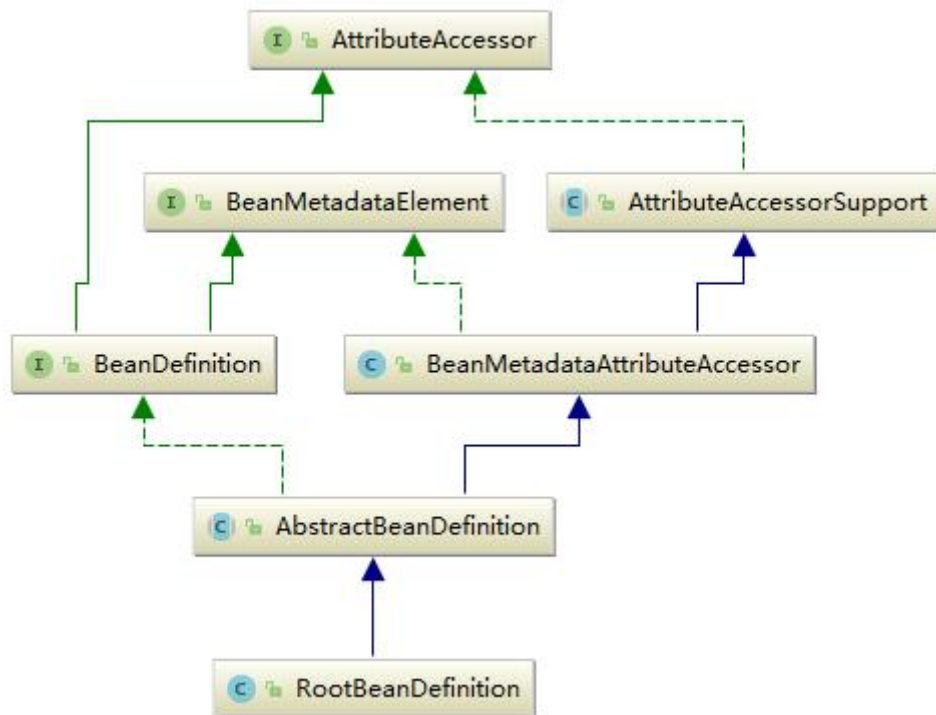 I AttributeAccessor
I BeanMetadataElement
C AttributeAccessorSupport
I BeanDefinition
C BeanMetadataAttributeAccessor
C AbstractBeanDefinition
C RootBeanDefinition